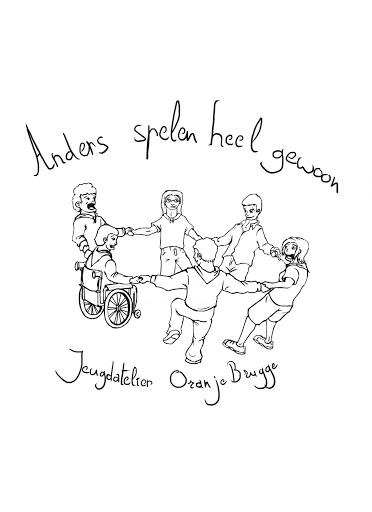 Anders spelen heel gewoon
Jeugdatelier Oranje Brugge